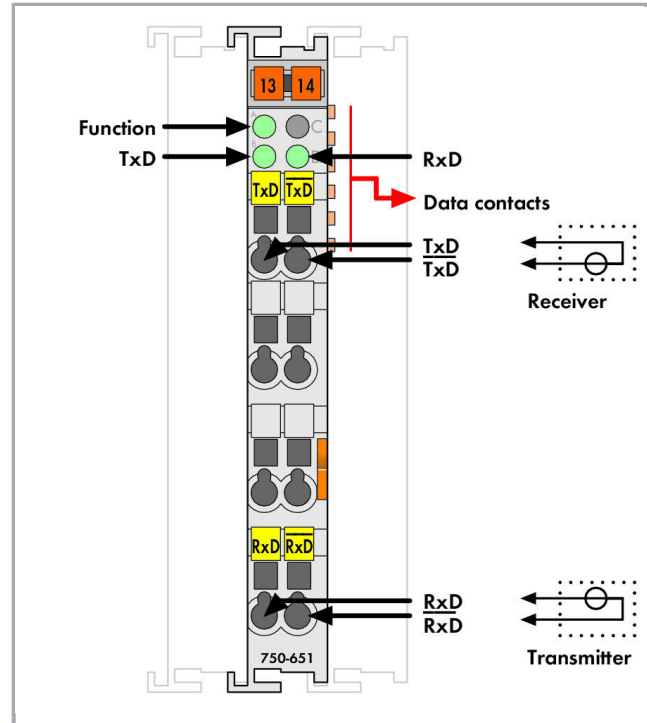 13 14
A
C
Function
B
TxD
RxD
TxD TxD
Data contacts
TxD
TxD
Receiver
RxD RxD
RxD
RxD
750-651
Transmitter